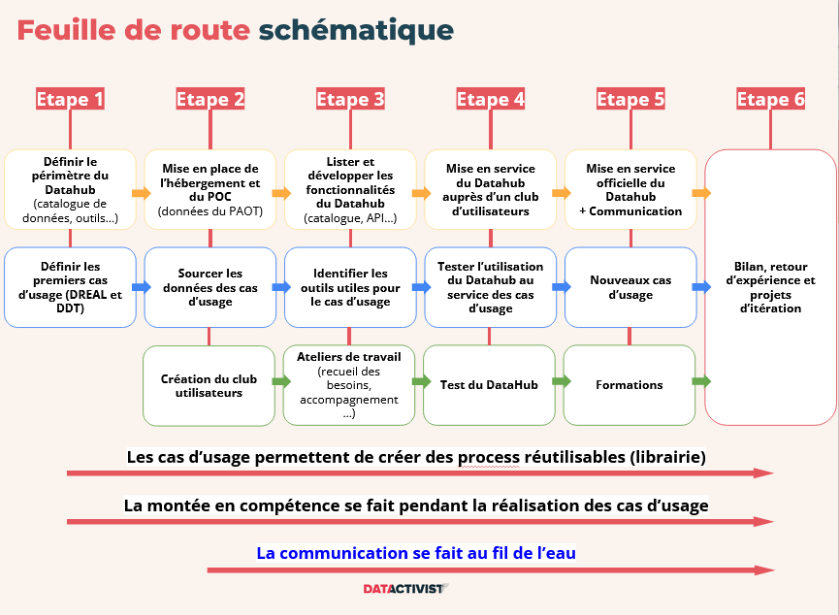 Feuille de route schématique
Etape 1
Etape 2
Etape 3
Etape 4
Etape 5
Etape 6
Définir le
périmètre du
Datahub
(catalogue de
données, outils...)
Mise en place de
l'hébergement et
du POC
(données du PAOT)
Lister et
développer les
fonctionnalités
du Datahub
(catalogue, API...)
Mise en service
du Datahub
auprès d'un club
d'utilisateurs
Mise en service
officielle du
Datahub
+ Communication
Définir les
premiers cas
d'usage (DREAL et
DDT)
Sourcer les
données des cas
d'usage
Identifier les
outils utiles pour
le cas d'usage
Tester l'utilisation
du Datahub au
service des cas
d'usage
Nouveaux cas
d'usage
Bilan, retour
d'expérience et
projets
d'itération
Création du club
utilisateurs
Ateliers de travail
(recueil des
besoins,
accompagnement
...)
Test du DataHub
Formations
Les cas d'usage permettent de créer des process réutilisables (librairie)
La montée en compétence se fait pendant la réalisation des cas d'usage
La communication se fait au fil de l'eau
DATACTIVIST